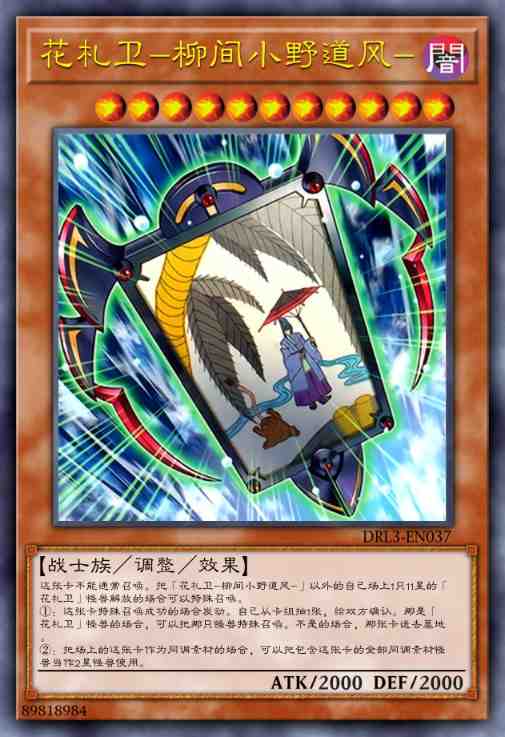 花札卫-柳间小野道风-
闇
DRL3-EN037
【战士族／调整／效果】
这张卡不能通常召唤。把「花札卫-柳间小野道风-」以外的自己场上1只11星的「
花札卫」怪兽解放的场合可以特殊召唤。
①：这张卡特殊召唤成功的场合发动。自己从卡组抽1张，给双方确认。那是「
花札卫」怪兽的场合，可以把那只怪兽特殊召唤。不是的场合，那张卡送去墓地
。
②：把场上的这张卡作为同调素材的场合，可以把包含这张卡的全部同调素材怪
兽当作2星怪兽使用。
ATK/2000 DEF/2000
89818984